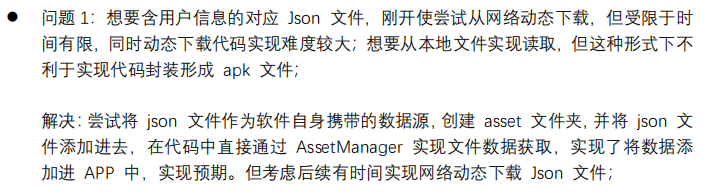 ● 问题 1：想要含用户信息的对应 Json 文件，刚开使尝试从网络动态下载，但受限于时
间有限，同时动态下载代码实现难度较大；想要从本地文件实现读取，但这种形式下不
利于实现代码封装形成 apk 文件；
解决：尝试将 json 文件作为软件自身携带的数据源，创建 asset 文件夹，并将 json 文
件添加进去，在代码中直接通过 AssetManager 实现文件数据获取，实现了将数据添
加进 APP 中，实现预期。但考虑后续有时间实现网络动态下载 Json 文件；